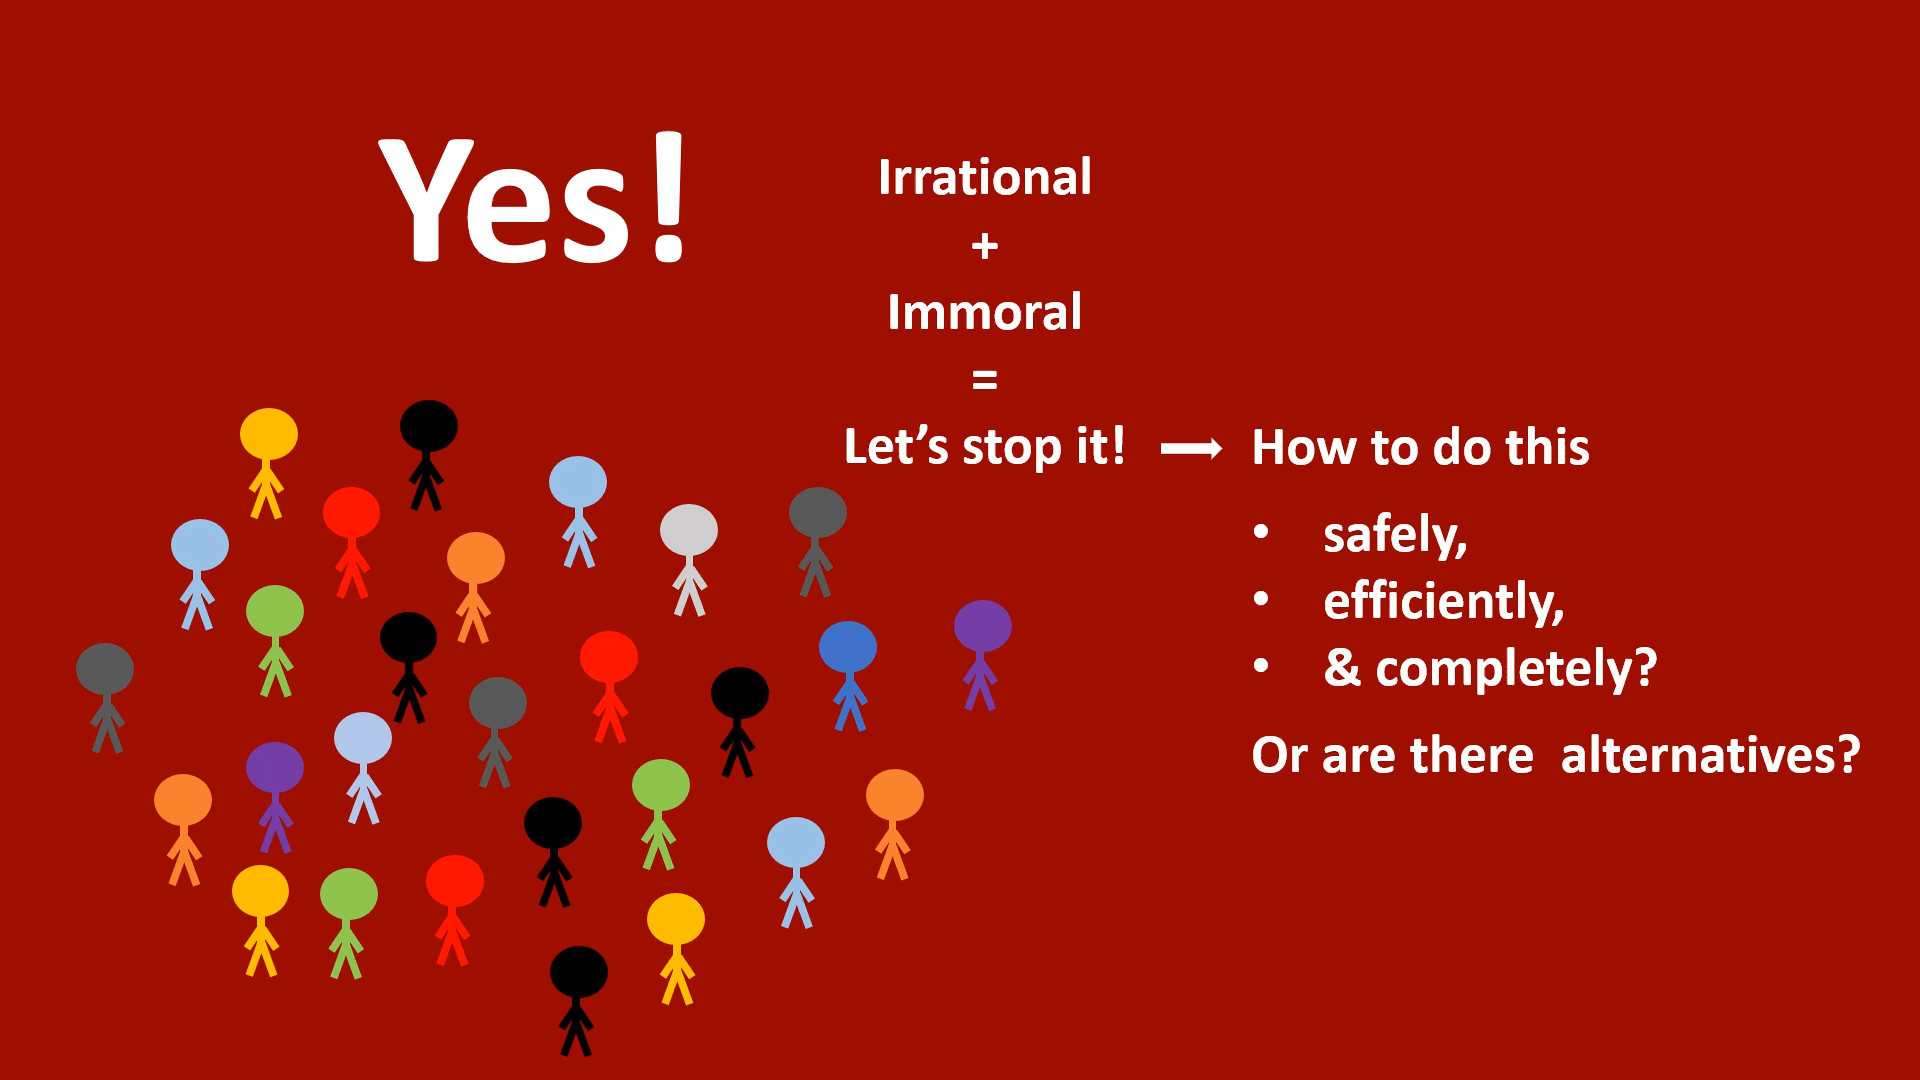 Yes!
Irrational
+
Immoral
=
Let’s stop it!
How to do this
• safely,
• efficiently,
• & completely?
Or are there  alternatives?